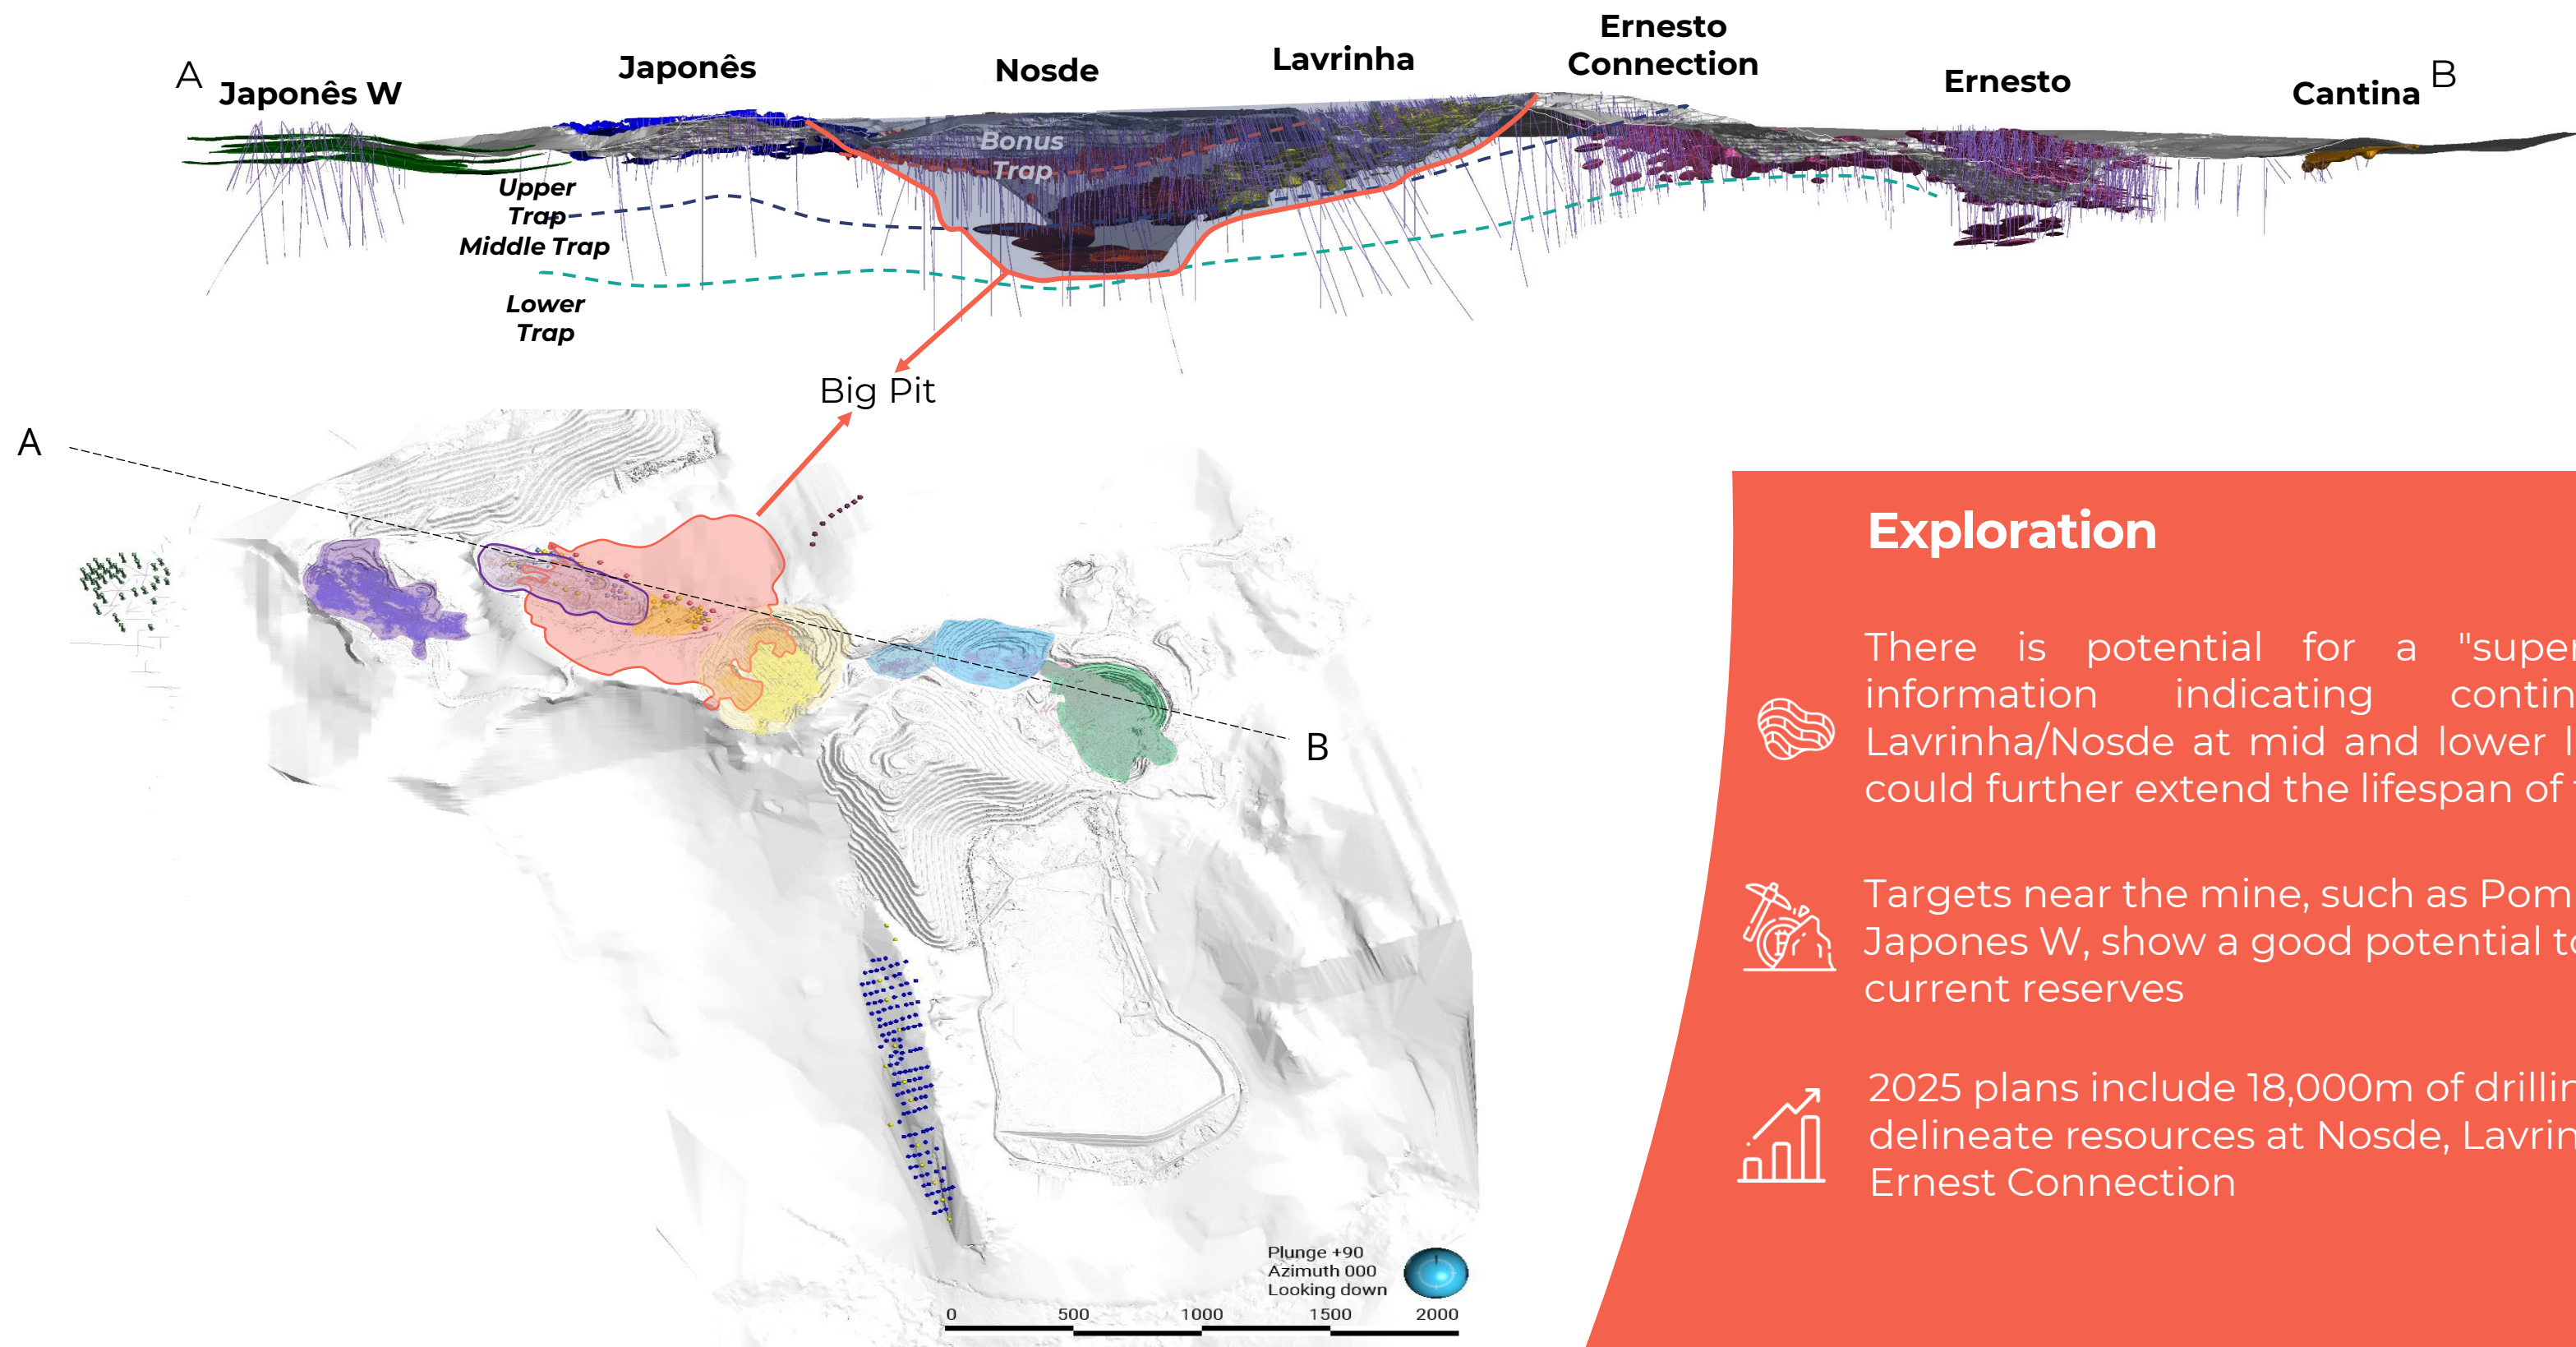 A
Japonês W
Japonês
Nosde
Lavrinha
Ernesto
Connection
Ernesto
Cantina
B
Bonus
Trap
Upper
Trap
Middle Trap
Lower
Trap
Big Pit
A
B
Plunge +90
Azimuth 000
Looking down
0 500 1000 1500 2000
Exploration
There is potential for a "super
information indicating contin
Lavrinha/Nosde at mid and lower l
could further extend the lifespan of
Targets near the mine, such as Pom
Japones W, show a good potential to
current reserves
2025 plans include 18,000m of drillin
delineate resources at Nosde, Lavrin
Ernest Connection